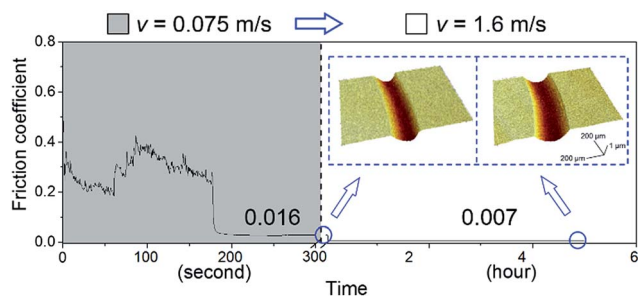 v = 0.075 m/s
v = 1.6 m/s
Friction coefficient
0.8
0.6
0.4
0.2
0.0
0.016
0.007
200 µm
1 µm
200 µm
0 100 200 300 2 4 6
(second) (hour)
Time